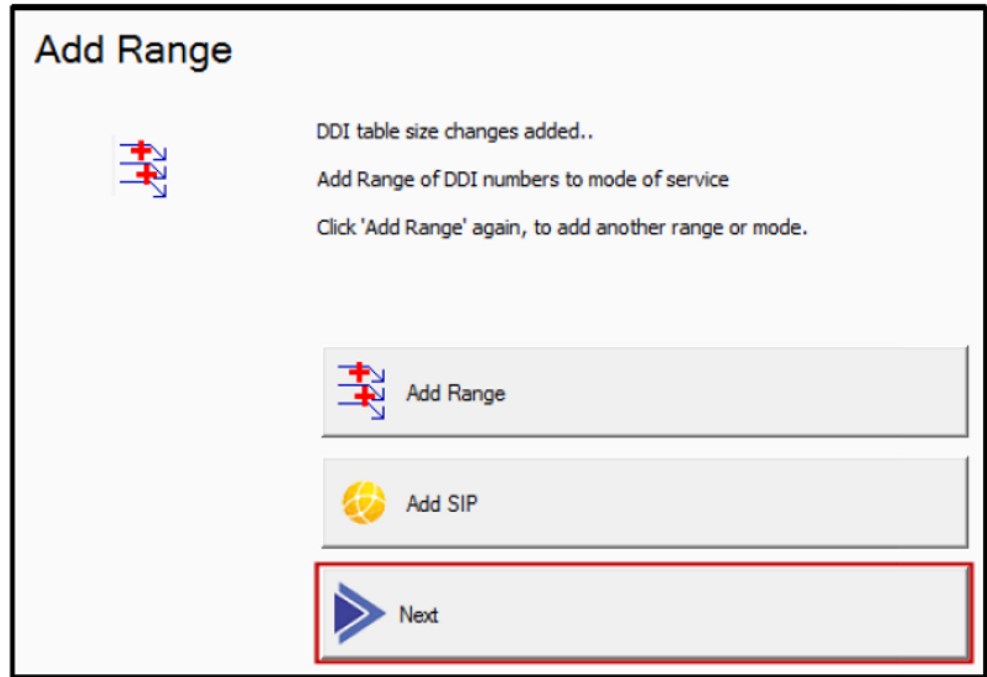 Add Range
DDI table size changes added..
Add Range of DDI numbers to mode of service
Click 'Add Range' again, to add another range or mode.
Add Range
Add SIP
Next